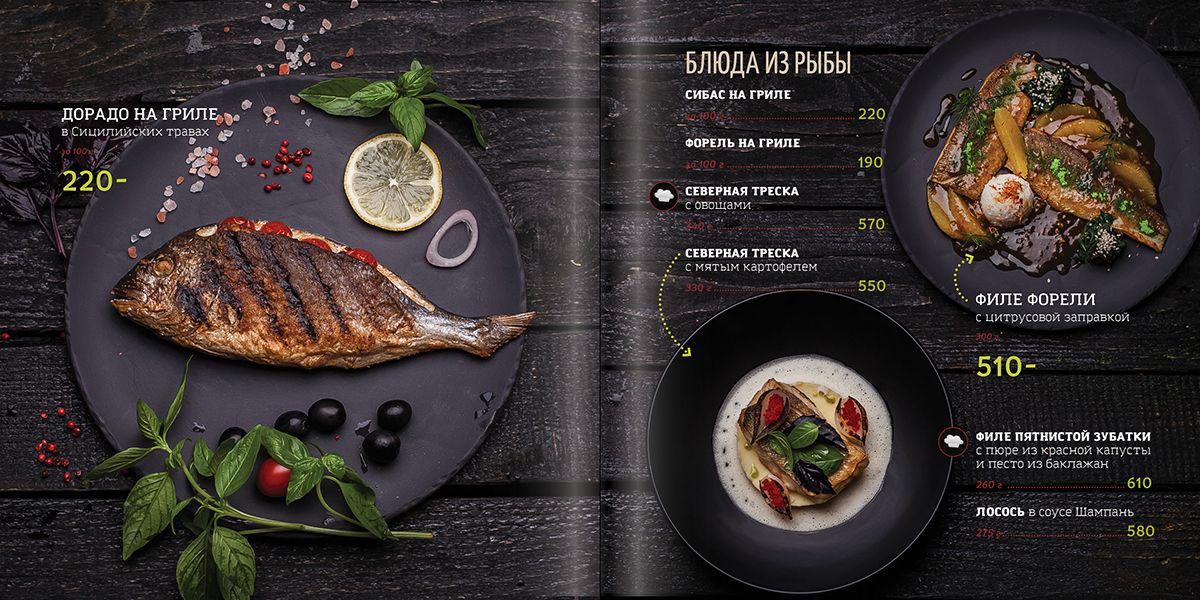 ДОРАДО НА ГРИЛЕ
в Сицилийских травах
за 100 г
220-
БЛЮДА ИЗ РЫБЫ
СИБАС НА ГРИЛЕ
за 100 г 220
ФОРЕЛЬ НА ГРИЛЕ
за 100 г 190
СЕВЕРНАЯ ТРЕСКА
с овощами
340 г 570
СЕВЕРНАЯ ТРЕСКА
с мятым картофелем
330 г 550
ФИЛЕ ФОРЕЛИ
с цитрусовой заправкой
300 г
510-
ФИЛЕ ПЯТНИСТОЙ ЗУБАТКИ
с пюре из красной капусты
и песто из баклажан
260 г 610
ЛОСОСЬ в соусе Шампань
275 г 580